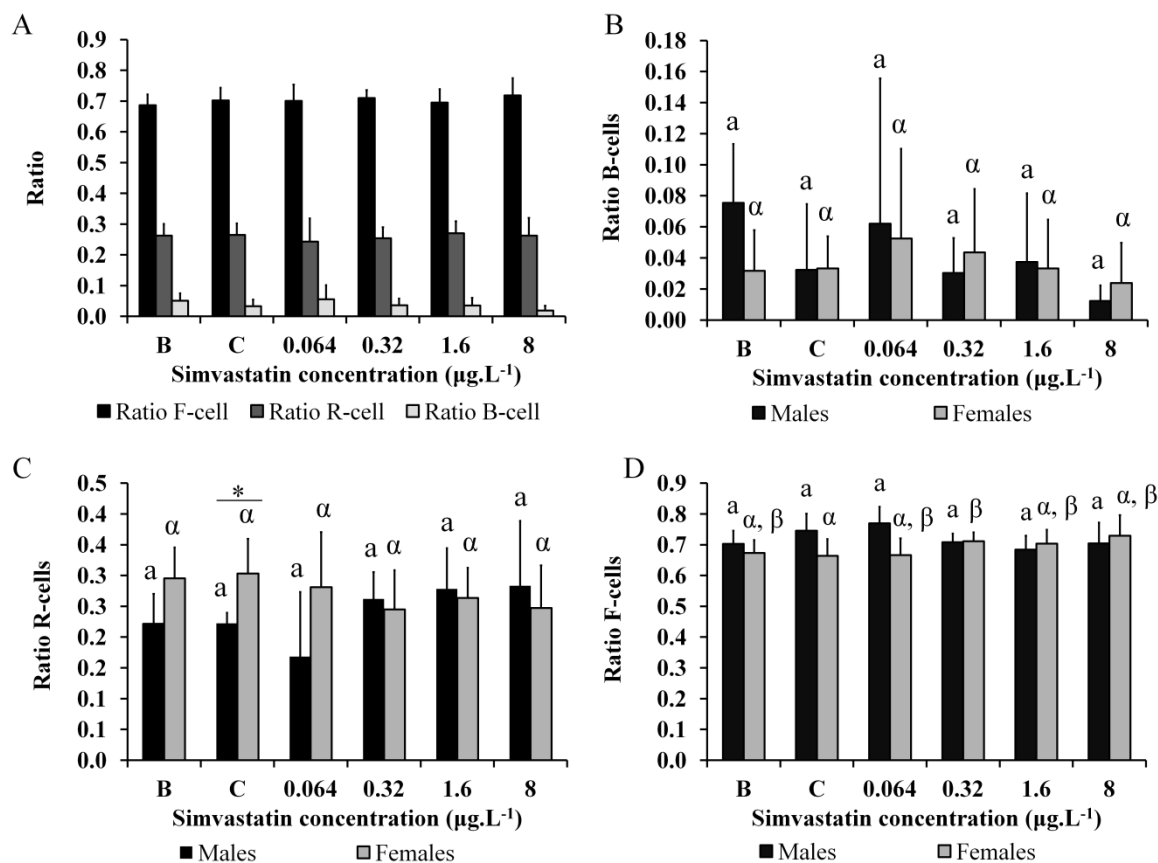 A
0.9
0.8
0.7
0.6
0.5
0.4
0.3
0.2
0.1
0.0
Ratio
B C 0.064 0.32 1.6 8
Simvastatin concentration (µg.L⁻¹)
Ratio F-cell Ratio R-cell Ratio B-cell
B
0.18
0.16
0.14
0.12
0.10
0.08
0.06
0.04
0.02
0.00
Ratio B-cells
a α a α a α a α a α a α
B C 0.064 0.32 1.6 8
Simvastatin concentration (µg.L⁻¹)
Males Females
C
0.5
0.4
0.4
0.3
0.3
0.2
0.2
0.1
0.1
0.0
Ratio R-cells
*
a α a α a α a α a α a α
B C 0.064 0.32 1.6 8
Simvastatin concentration (µg.L⁻¹)
Males Females
D
0.9
0.8
0.7
0.6
0.5
0.4
0.3
0.2
0.1
0.0
Ratio F-cells
a α, β a α a α, β a β a α, β a α, β
B C 0.064 0.32 1.6 8
Simvastatin concentration (µg.L⁻¹)
Males Females